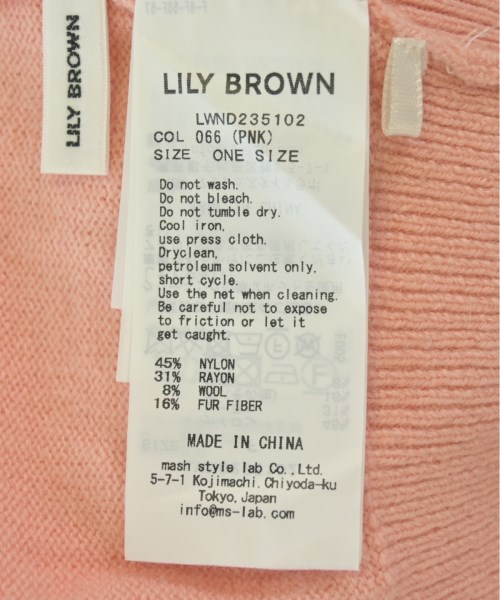 LILY BROWN
LILY BROWN
LWND235102
COL 066 (PNK)
SIZE ONE SIZE
Do not wash.
Do not bleach.
Do not tumble dry.
Cool iron,
use press cloth.
Dryclean,
petroleum solvent only,
short cycle.
Use the net when cleaning.
Be careful not to expose
to friction or let it
get caught.
45% NYLON
31% RAYON
8% WOOL
16% FUR FIBER
MADE IN CHINA
mash style lab Co.,Ltd.
5-7-1 Kojimachi.Chiyoda-ku
Tokyo,Japan
info@ms-lab.com